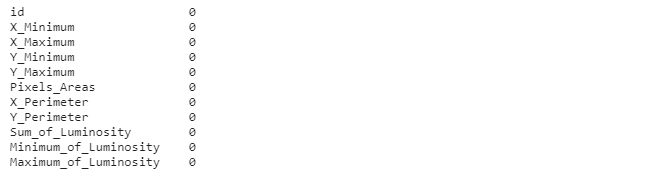 id 0
X_Minimum 0
X_Maximum 0
Y_Minimum 0
Y_Maximum 0
Pixels_Areas 0
X_Perimeter 0
Y_Perimeter 0
Sum_of_Luminosity 0
Minimum_of_Luminosity 0
Maximum_of_Luminosity 0